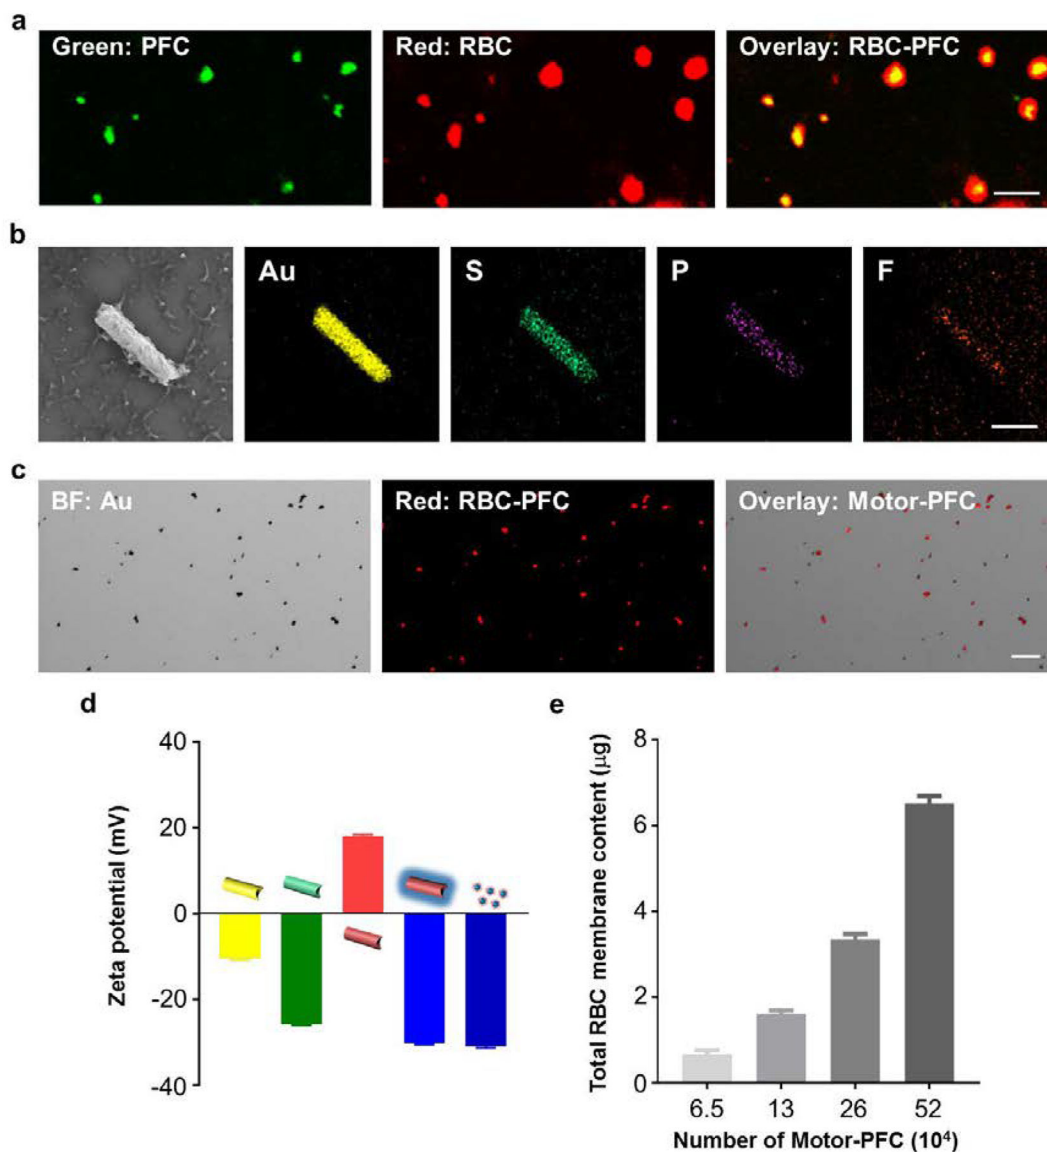 a
Green: PFC
Red: RBC
Overlay: RBC-PFC
b
Au
S
P
F
c
BF: Au
Red: RBC-PFC
Overlay: Motor-PFC
d
Zeta potential (mV)
40
20
0
-20
-40
e
Total RBC membrane content (μg)
8
6
4
2
0
6.5 13 26 52
Number of Motor-PFC (10⁴)